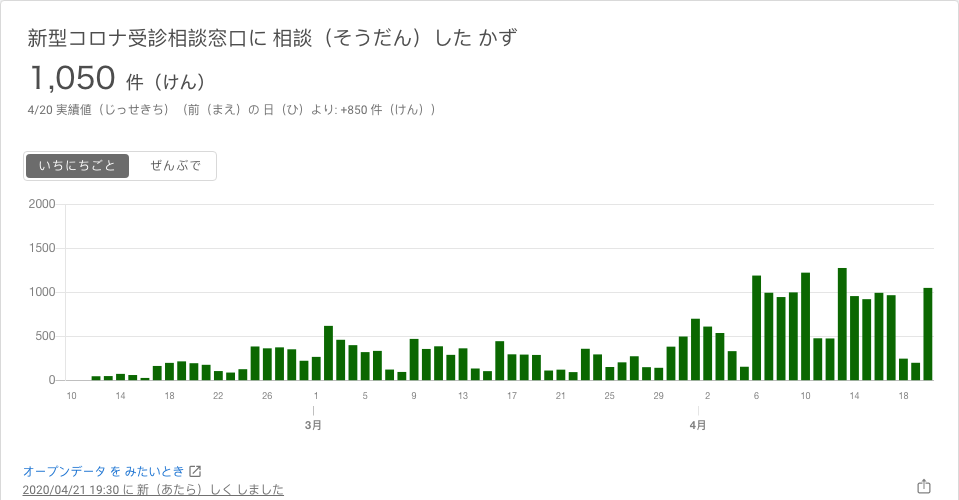 新型コロナ受診相談窓口に 相談（そうだん）した かず
1,050 件（けん）
4/20 実績値（じっせきち）（前（まえ）の 日（ひ）より: +850 件（けん））
いちにちごと ぜんぶで
2000
1500
1000
500
0
10 14 18 22 26 1 5 9 13 17 21 25 29 2 6 10 14 18
3月 4月
オープンデータ を みたいとき
2020/04/21 19:30 に 新（あたら）しく しました